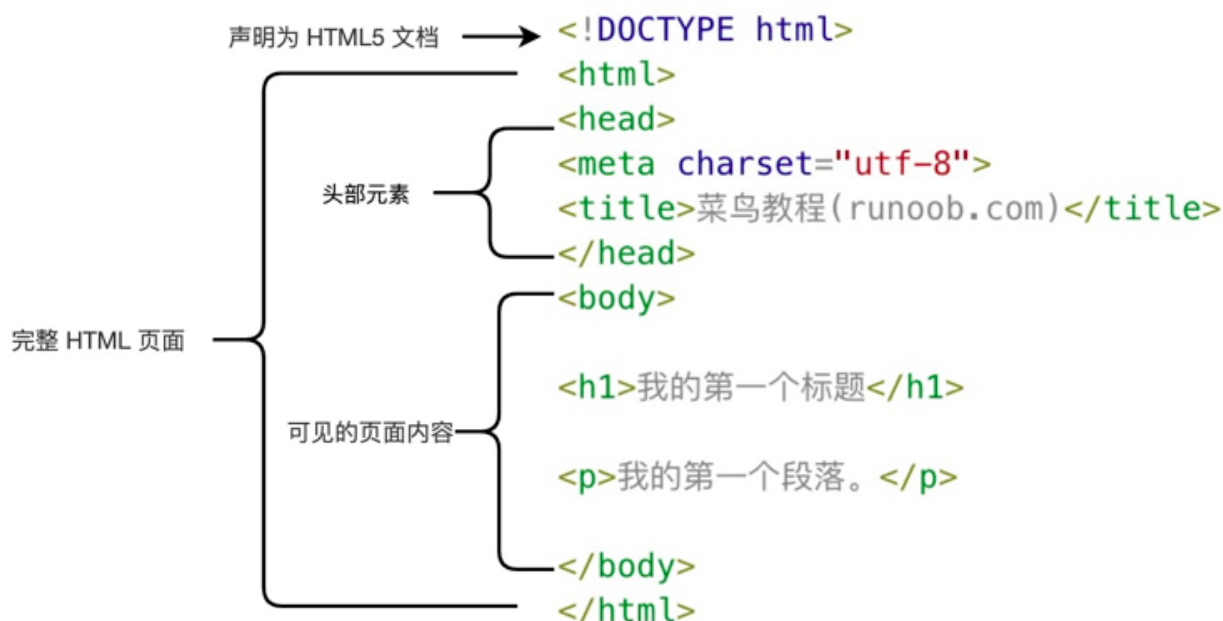 声明为 HTML5 文档
<!DOCTYPE html>
<html>
<head>
<meta charset="utf-8">
头部元素
<title>菜鸟教程(runoob.com)</title>
</head>
<body>
完整 HTML 页面
<h1>我的第一个标题</h1>
可见的页面内容
<p>我的第一个段落。</p>
</body>
</html>